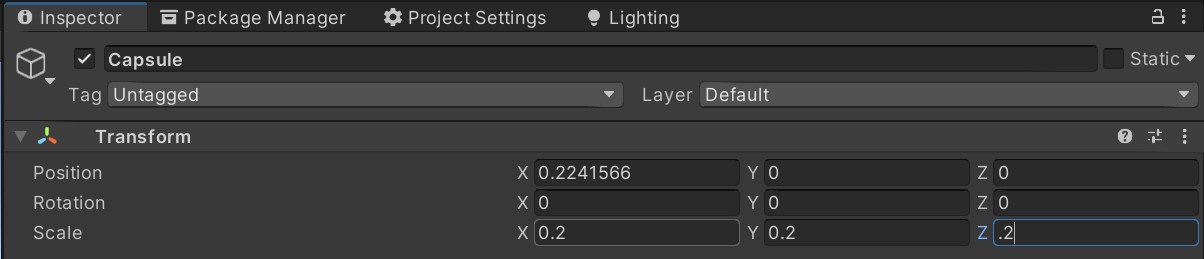 Inspector Package Manager Project Settings Lighting
Capsule Static
Tag Untagged Layer Default
Transform
Position X 0.2241566 Y 0 Z 0
Rotation X 0 Y 0 Z 0
Scale X 0.2 Y 0.2 Z .2